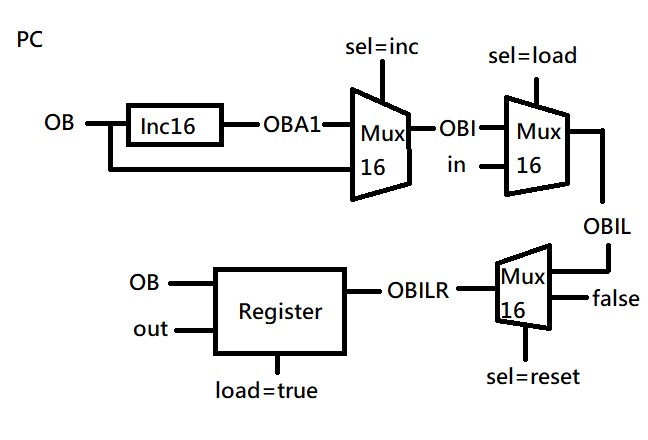 PC
sel=inc
sel=load
OB
Inc16
OBA1
Mux
16
OBI
in
Mux
16
OBIL
OB
out
Register
OBILR
Mux
16
false
load=true
sel=reset